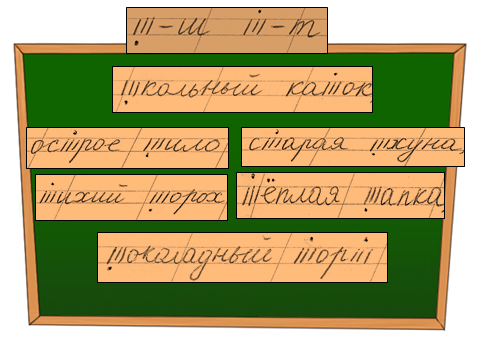 т – ш т – т
школьный каток,
острое шило, старая шхуна,
тихий шорох, тёплая шапка,
шоколадный торт